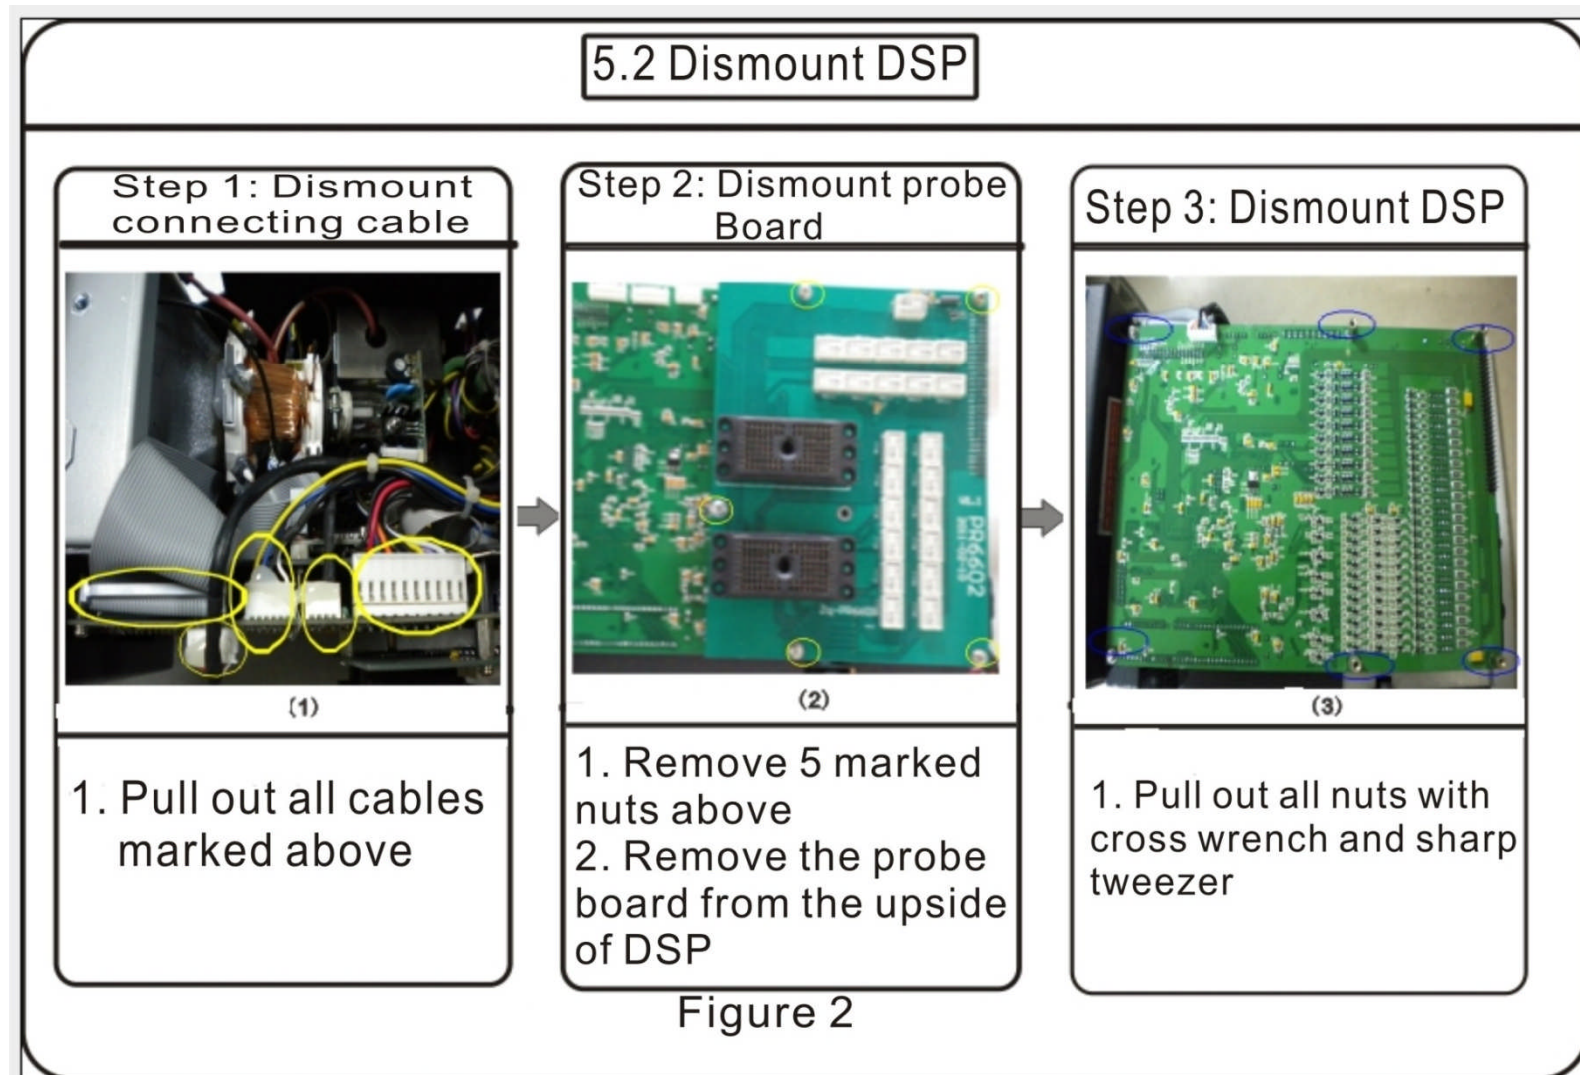 5.2 Dismount DSP
Step 1: Dismount
connecting cable
(1)
1. Pull out all cables
marked above
Step 2: Dismount probe
Board
PR6602
(2)
1. Remove 5 marked
nuts above
2. Remove the probe
board from the upside
of DSP
Step 3: Dismount DSP
(3)
1. Pull out all nuts with
cross wrench and sharp
tweezer
Figure 2